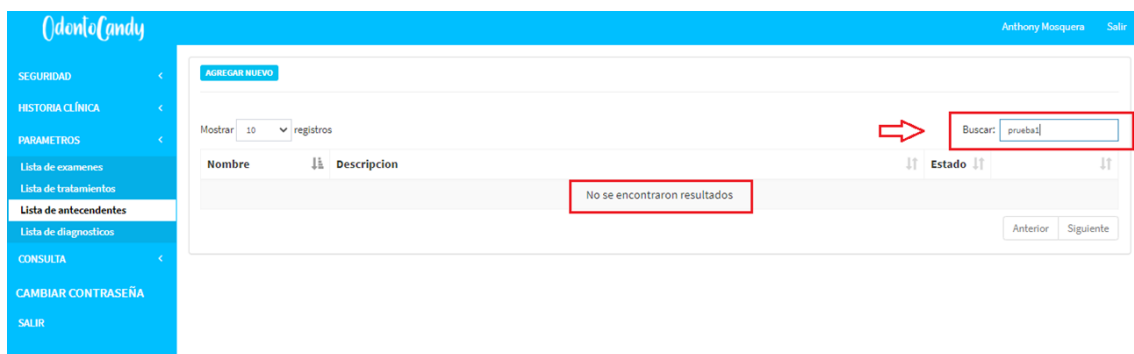 OdontoCandy
Anthony Mosquera Salir
SEGURIDAD
HISTORIA CLÍNICA
PARAMETROS
Lista de examenes
Lista de tratamientos
Lista de antecendentes
Lista de diagnosticos
CONSULTA
CAMBIAR CONTRASEÑA
SALIR
AGREGAR NUEVO
Mostrar 10 registros
Buscar: prueba1
Nombre Descripcion Estado
No se encontraron resultados
Anterior Siguiente